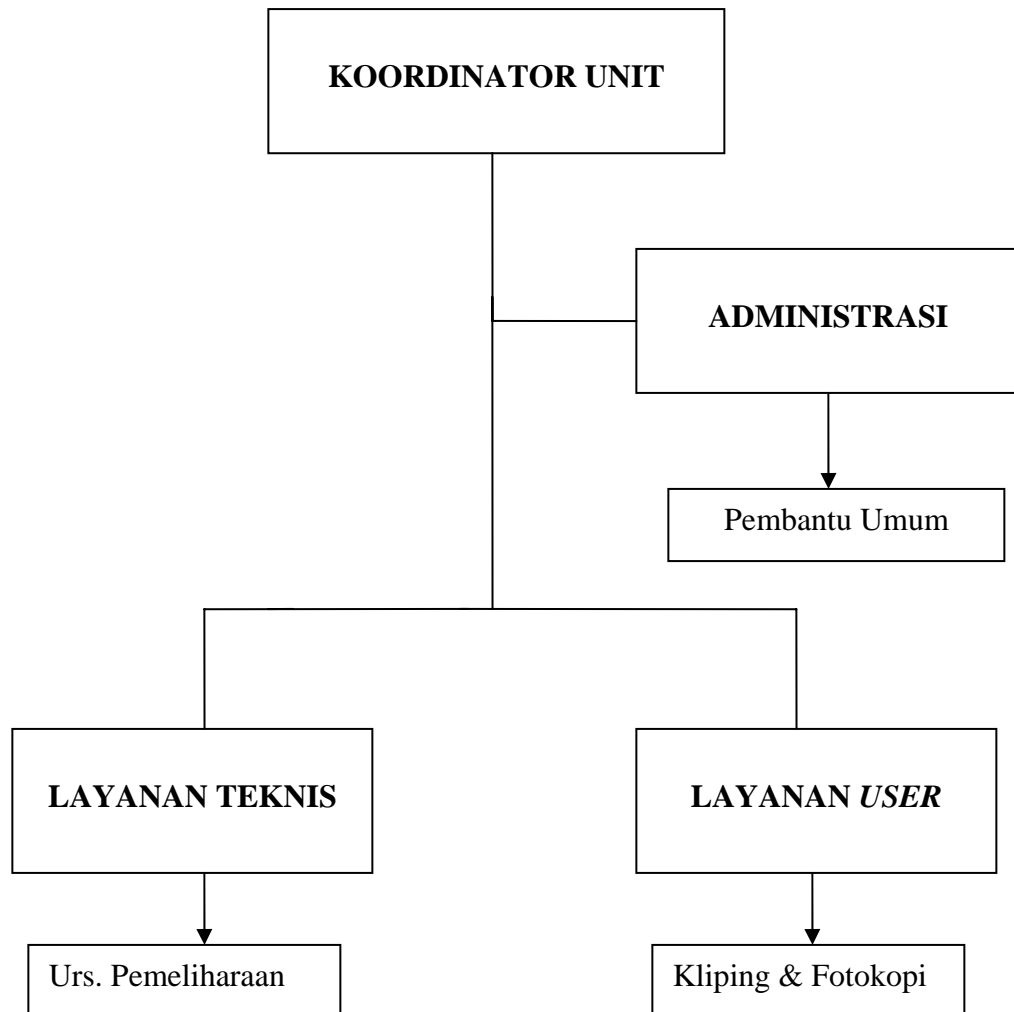 KOORDINATOR UNIT
ADMINISTRASI
Pembantu Umum
LAYANAN TEKNIS
LAYANAN USER
Urs. Pemeliharaan
Kliping & Fotokopi